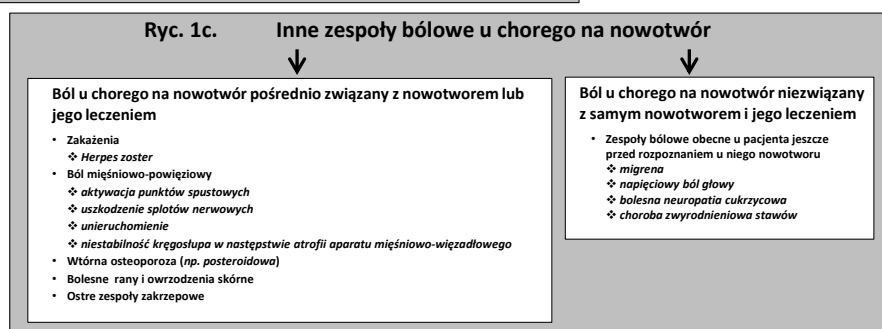 Ryc. 1c. Inne zespoły bólowe u chorego na nowotwór
Ból u chorego na nowotwór pośrednio związany z nowotworem lub
jego leczeniem
• Zakażenia
❖ Herpes zoster
• Ból mięśniowo-powięziowy
❖ aktywacja punktów spustowych
❖ uszkodzenie splotów nerwowych
❖ unieruchomienie
❖ niestabilność kręgosłupa w następstwie atrofii aparatu mięśniowo-więzadłowego
• Wtórna osteoporoza (np. posteroidowa)
• Bolesne rany i owrzodzenia skórne
• Ostre zespoły zakrzepowe
Ból u chorego na nowotwór niezwiązany
z samym nowotworem i jego leczeniem
• Zespoły bólowe obecne u pacjenta jeszcze
przed rozpoznaniem u niego nowotworu
❖ migrena
❖ napięciowy ból głowy
❖ bolesna neuropatia cukrzycowa
❖ choroba zwyrodnieniowa stawów